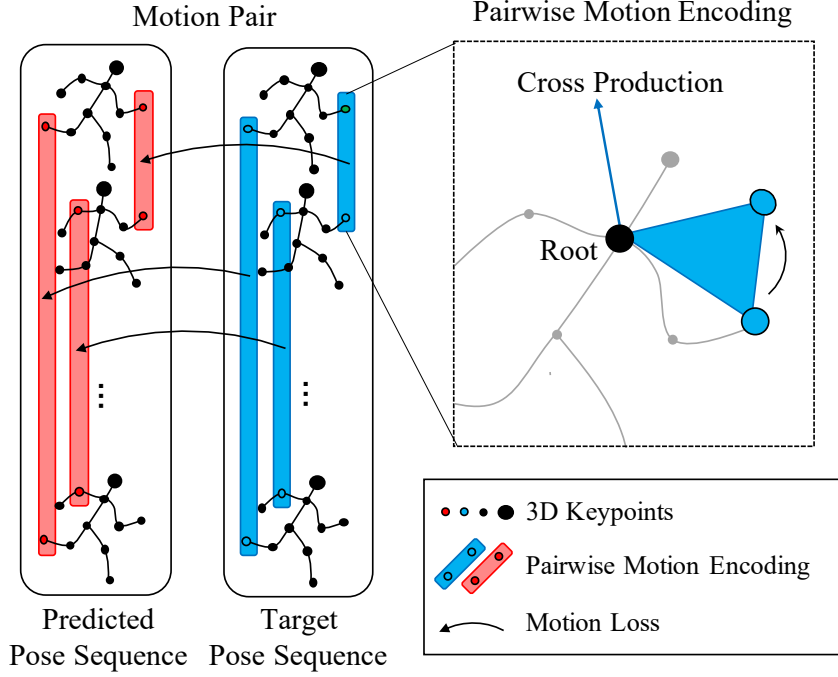 Motion Pair
Pairwise Motion Encoding
Cross Production
Root
...
...
3D Keypoints
Pairwise Motion Encoding
Motion Loss
Predicted
Pose Sequence
Target
Pose Sequence